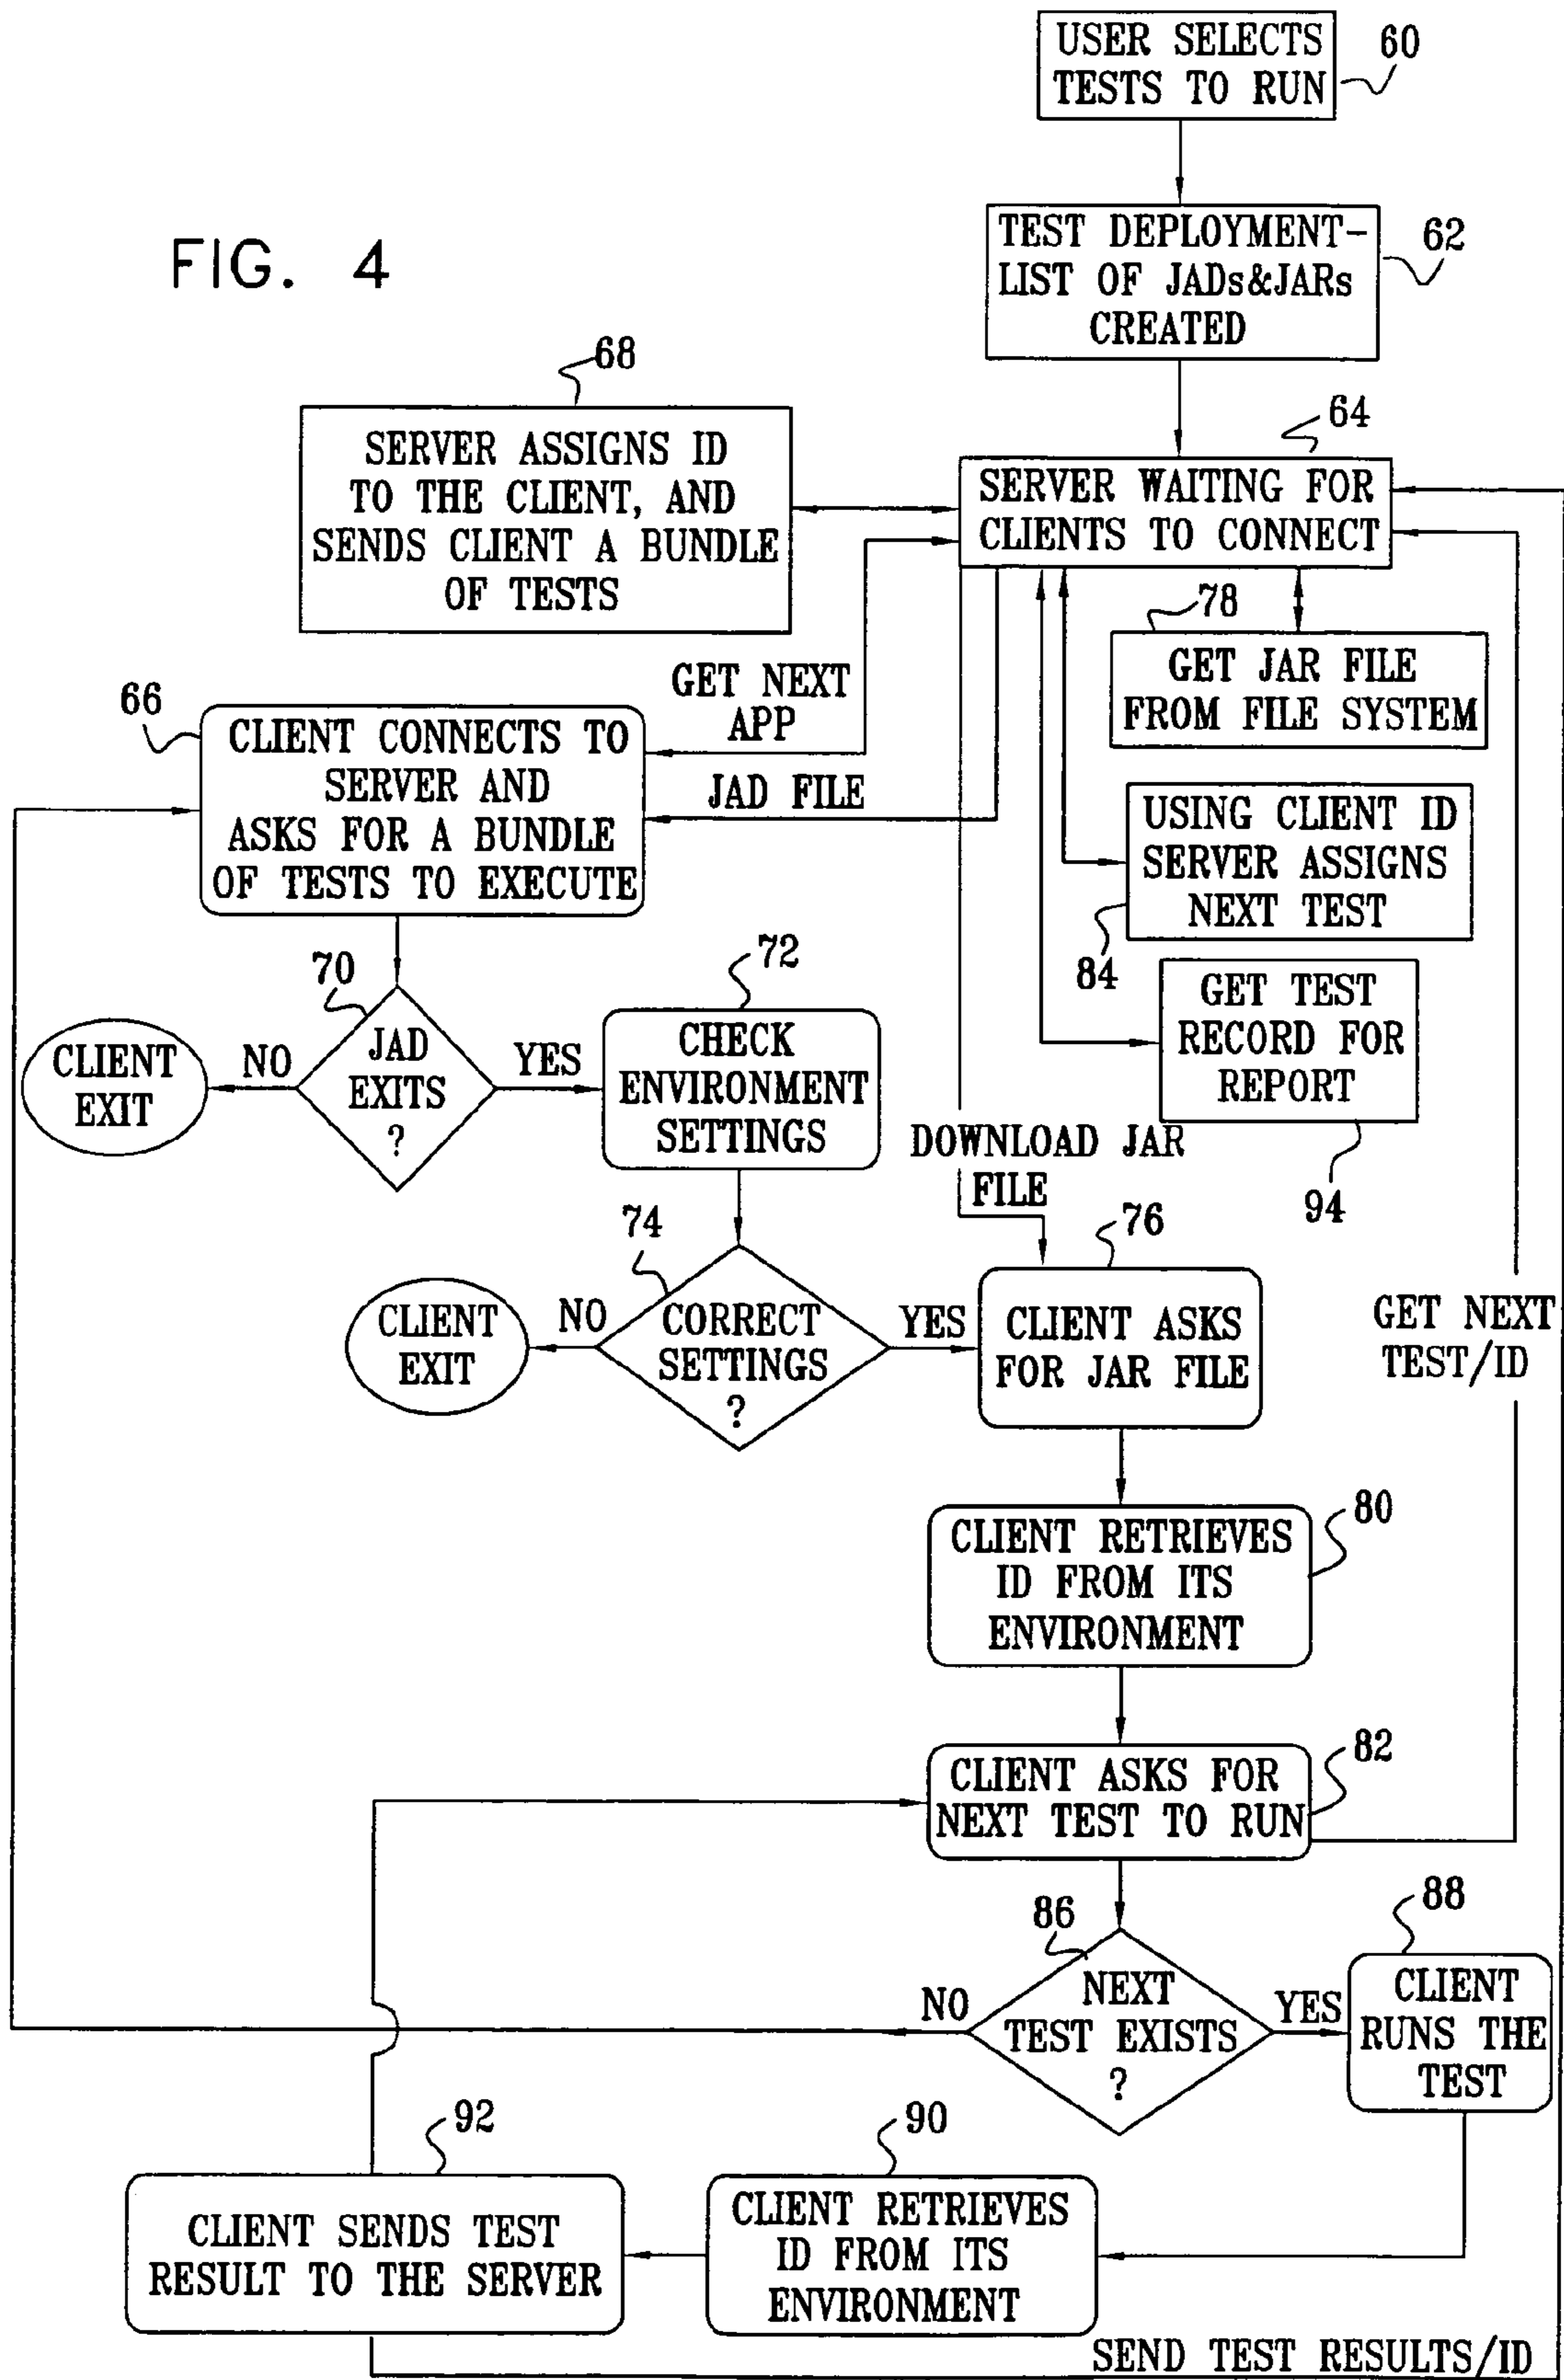 USER SELECTS
TESTS TO RUN
60
TEST DEPLOYMENT-
LIST OF JADs&JARs
CREATED
62
FIG. 4
68
SERVER ASSIGNS ID
TO THE CLIENT, AND
SENDS CLIENT A BUNDLE
OF TESTS
64
SERVER WAITING FOR
CLIENTS TO CONNECT
78
GET JAR FILE
FROM FILE SYSTEM
GET NEXT
APP
66
CLIENT CONNECTS TO
SERVER AND
ASKS FOR A BUNDLE
OF TESTS TO EXECUTE
JAD FILE
USING CLIENT ID
SERVER ASSIGNS
NEXT TEST
84
70
JAD
EXITS
?
NO
CLIENT
EXIT
YES
72
CHECK
ENVIRONMENT
SETTINGS
GET TEST
RECORD FOR
REPORT
94
DOWNLOAD JAR
FILE
74
CORRECT
SETTINGS
?
NO
CLIENT
EXIT
YES
76
CLIENT ASKS
FOR JAR FILE
GET NEXT
TEST/ID
80
CLIENT RETRIEVES
ID FROM ITS
ENVIRONMENT
82
CLIENT ASKS FOR
NEXT TEST TO RUN
86
NEXT
TEST EXISTS
?
NO
YES
88
CLIENT
RUNS THE
TEST
92
CLIENT SENDS TEST
RESULT TO THE SERVER
90
CLIENT RETRIEVES
ID FROM ITS
ENVIRONMENT
SEND TEST RESULTS/ID